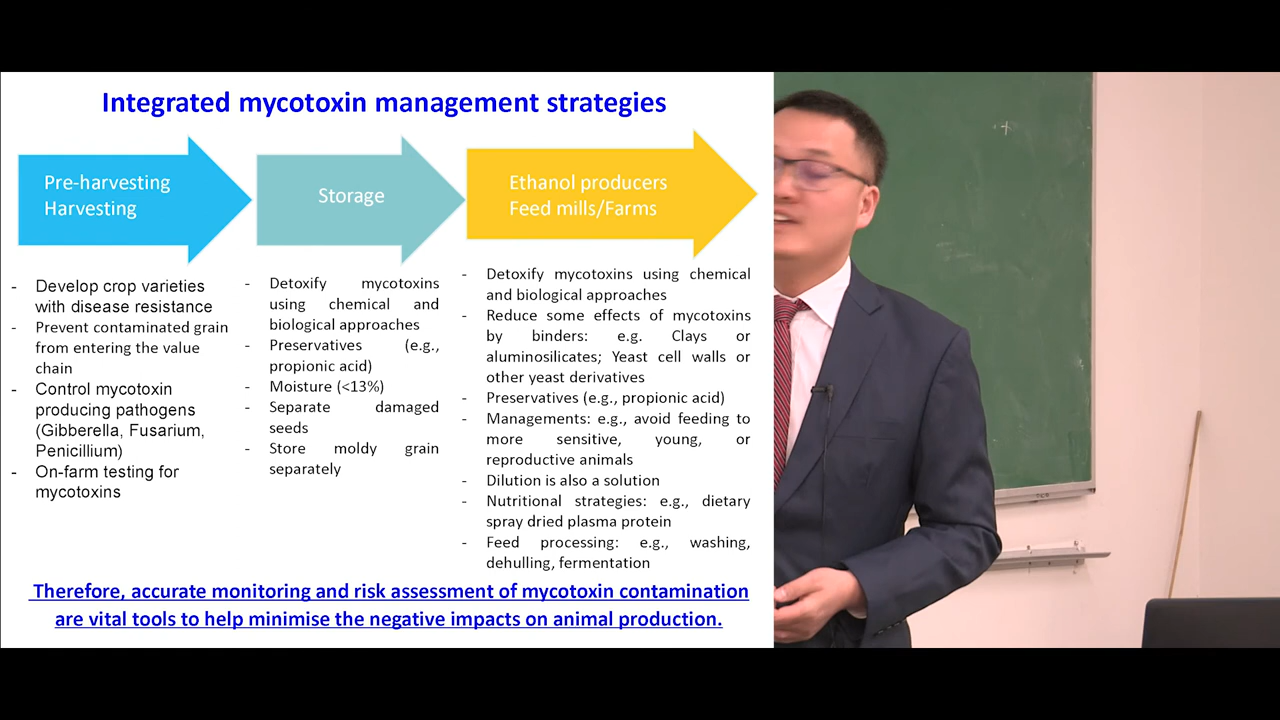 Integrated mycotoxin management strategies
Pre-harvesting
Harvesting
Storage
Ethanol producers
Feed mills/Farms
- Develop crop varieties
with disease resistance
- Prevent contaminated grain
from entering the value
chain
- Control mycotoxin
producing pathogens
(Gibberella, Fusarium,
Penicillium)
- On-farm testing for
mycotoxins
- Detoxify mycotoxins
using chemical and
biological approaches
- Preservatives (e.g.,
propionic acid)
- Moisture (<13%)
- Separate damaged
seeds
- Store moldy grain
separately
- Detoxify mycotoxins using chemical
and biological approaches
- Reduce some effects of mycotoxins
by binders: e.g. Clays or
aluminosilicates; Yeast cell walls or
other yeast derivatives
- Preservatives (e.g., propionic acid)
- Managements: e.g., avoid feeding to
more sensitive, young, or
reproductive animals
- Dilution is also a solution
- Nutritional strategies: e.g., dietary
spray dried plasma protein
- Feed processing: e.g., washing,
dehulling, fermentation
Therefore, accurate monitoring and risk assessment of mycotoxin contamination
are vital tools to help minimise the negative impacts on animal production.